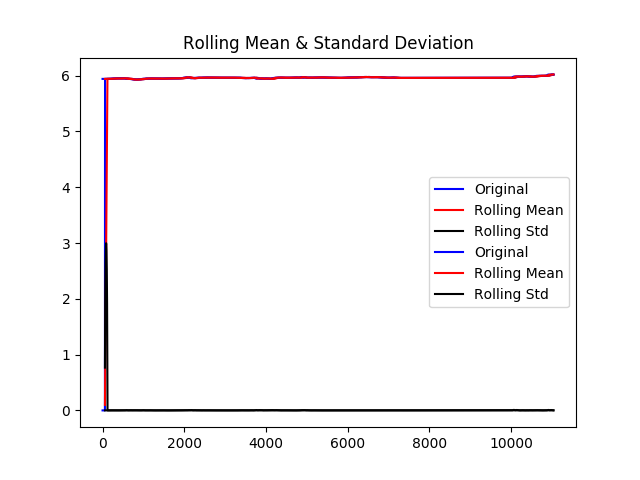 Rolling Mean & Standard Deviation
6
5
4
3
2
1
0
Original
Rolling Mean
Rolling Std
Original
Rolling Mean
Rolling Std
0 2000 4000 6000 8000 10000